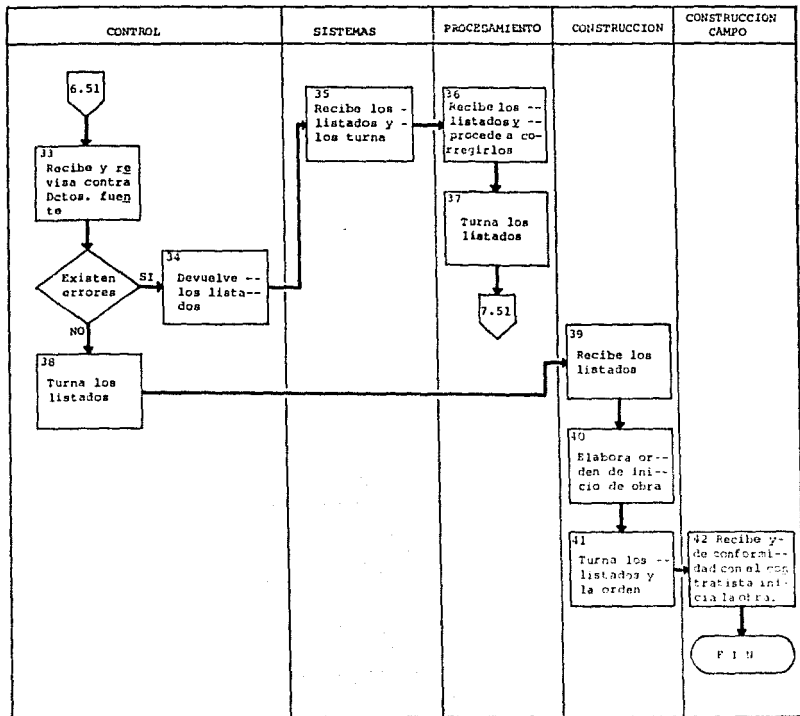 CONTROL
SISTEMAS
PROCESAMIENTO
CONSTRUCCION
CONSTRUCCION
CAMPO
6.51
33
Recibe y re
visa contra
Dctos. fuen
te
Existen
errores
SI
NO
34
Devuelve --
los lista--
dos
35
Recibe los -
listados y -
los turna
36
Recibe los --
listados y --
procede a co-
rregirlos
37
Turna los
listados
7.51
38
Turna los
listados
39
Recibe los
listados
40
Elabora or--
den de ini--
cio de obra
41
Turna los --
listados y
la orden
42 Recibe y-
de conformi--
dad con el con
tratista ini-
cia la obra.
F I N